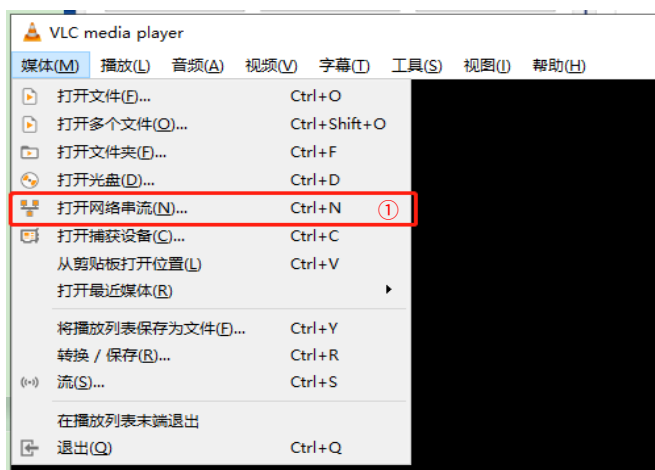 VLC media player
媒体(M) 播放(L) 音频(A) 视频(V) 字幕(T) 工具(S) 视图(I) 帮助(H)
打开文件(F)... Ctrl+O
打开多个文件(O)... Ctrl+Shift+O
打开文件夹(F)... Ctrl+F
打开光盘(D)... Ctrl+D
打开网络串流(N)... Ctrl+N ①
打开捕获设备(C)... Ctrl+C
从剪贴板打开位置(L) Ctrl+V
打开最近媒体(R)
将播放列表保存为文件(F)... Ctrl+Y
转换 / 保存(R)... Ctrl+R
流(S)... Ctrl+S
在播放列表末端退出
退出(Q) Ctrl+Q